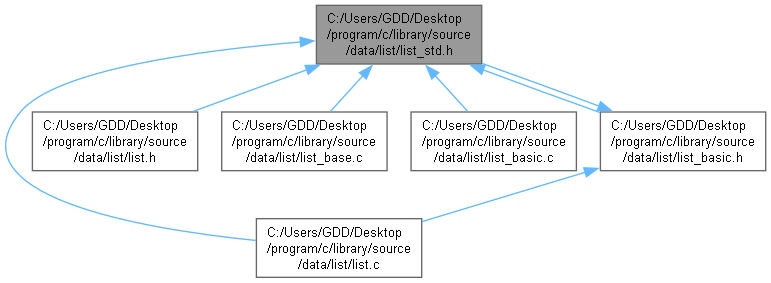 C:/Users/GDD/Desktop
/program/c/library/source
/data/list/list_std.h
C:/Users/GDD/Desktop
/program/c/library/source
/data/list/list.h
C:/Users/GDD/Desktop
/program/c/library/source
/data/list/list_base.c
C:/Users/GDD/Desktop
/program/c/library/source
/data/list/list_basic.c
C:/Users/GDD/Desktop
/program/c/library/source
/data/list/list_basic.h
C:/Users/GDD/Desktop
/program/c/library/source
/data/list/list.c